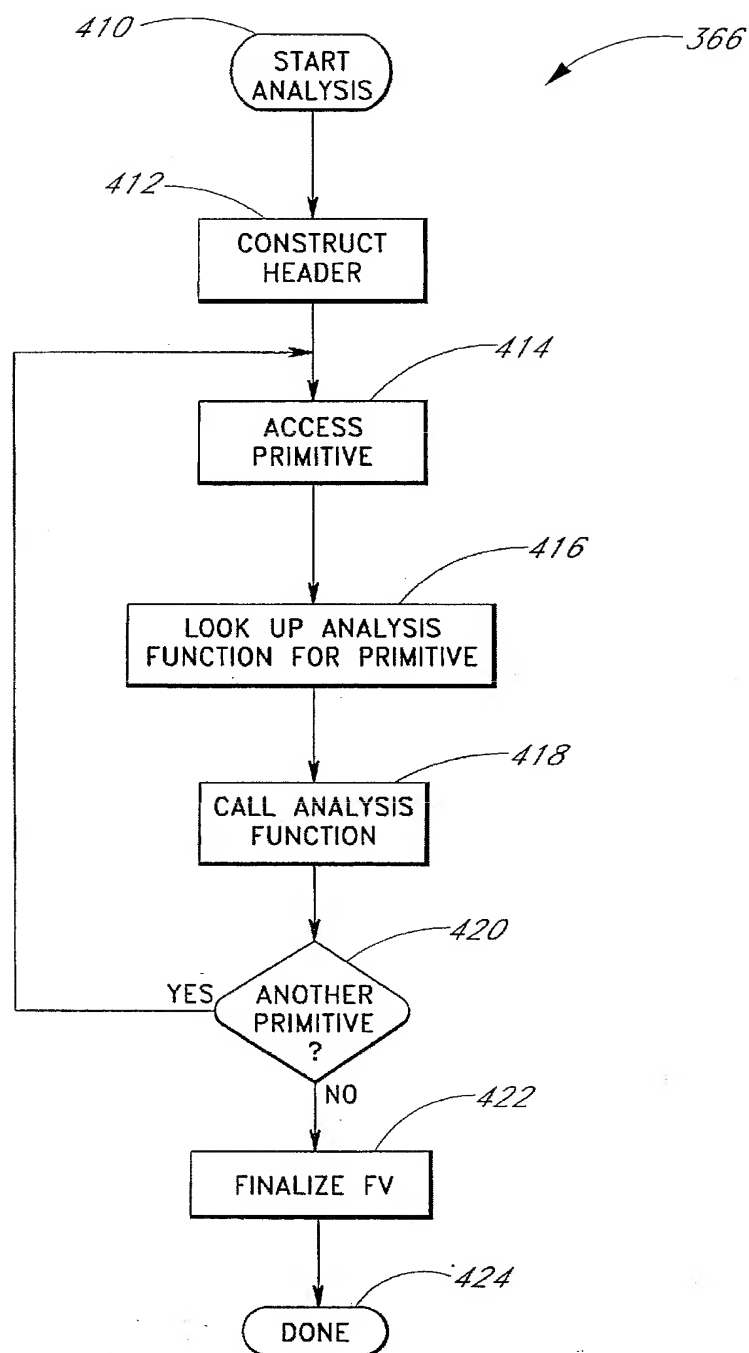 410
366
START
ANALYSIS
412
CONSTRUCT
HEADER
414
ACCESS
PRIMITIVE
416
LOOK UP ANALYSIS
FUNCTION FOR PRIMITIVE
418
CALL ANALYSIS
FUNCTION
420
YES
ANOTHER
PRIMITIVE
?
NO
422
FINALIZE FV
424
DONE